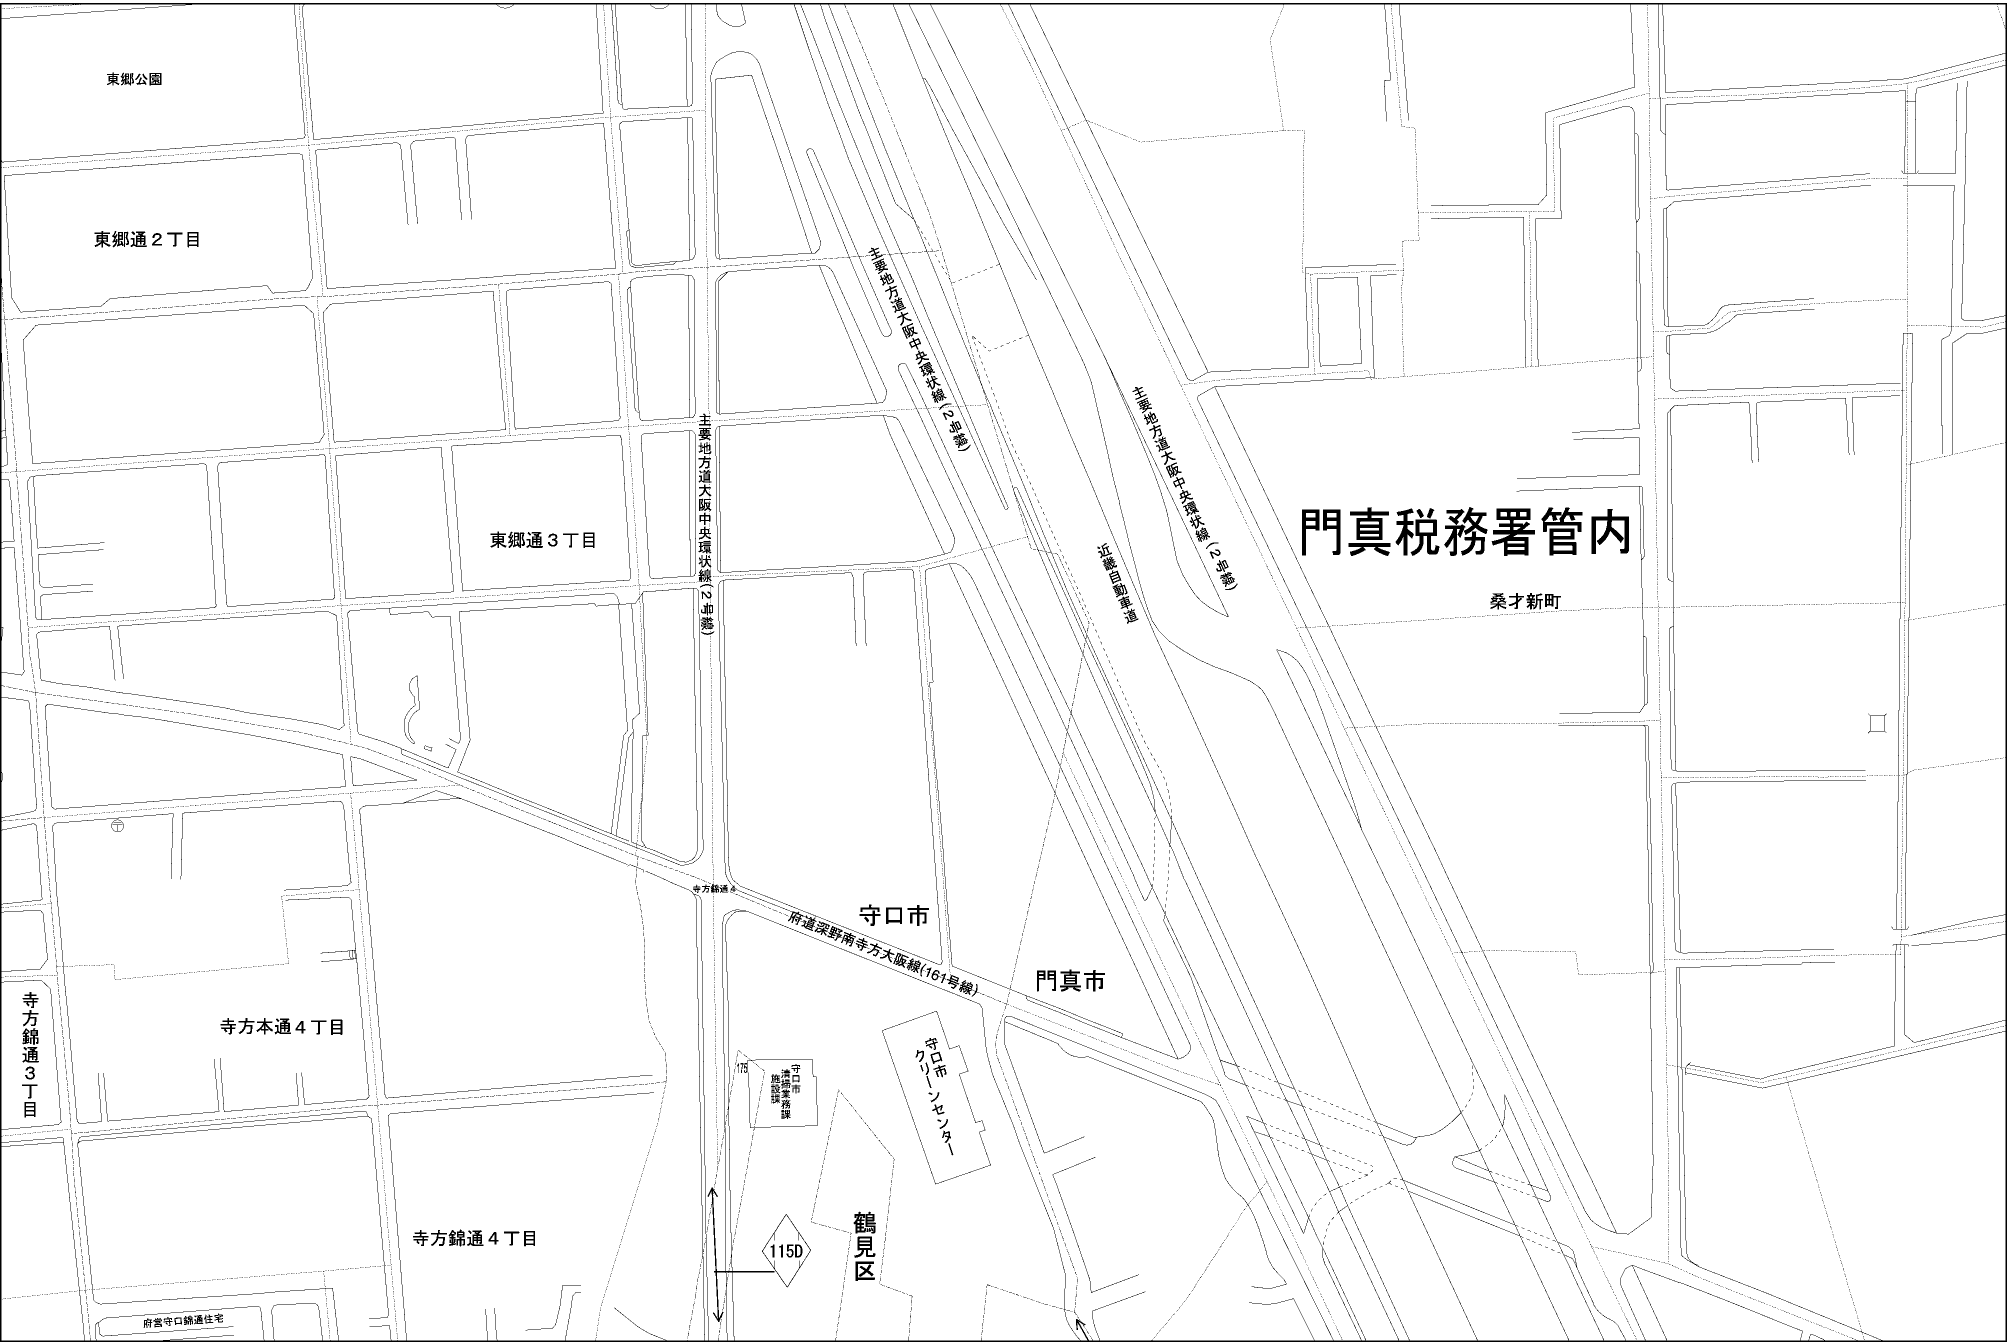 東郷公園
東郷通２丁目
主要地方道大阪中央環状線(２号線)
主要地方道大阪中央環状線(２号線)
主要地方道大阪中央環状線(２号線)
東郷通３丁目
近畿自動車道
門真税務署管内
桑才新町
寺方錦通４
守口市
府道深野南寺方大阪線(161号線)
門真市
寺方錦通３丁目
寺方本通４丁目
175
守口市
清掃業務課
施設課
守口市
クリーンセンター
寺方錦通４丁目
115D
鶴見区
府営守口錦通住宅